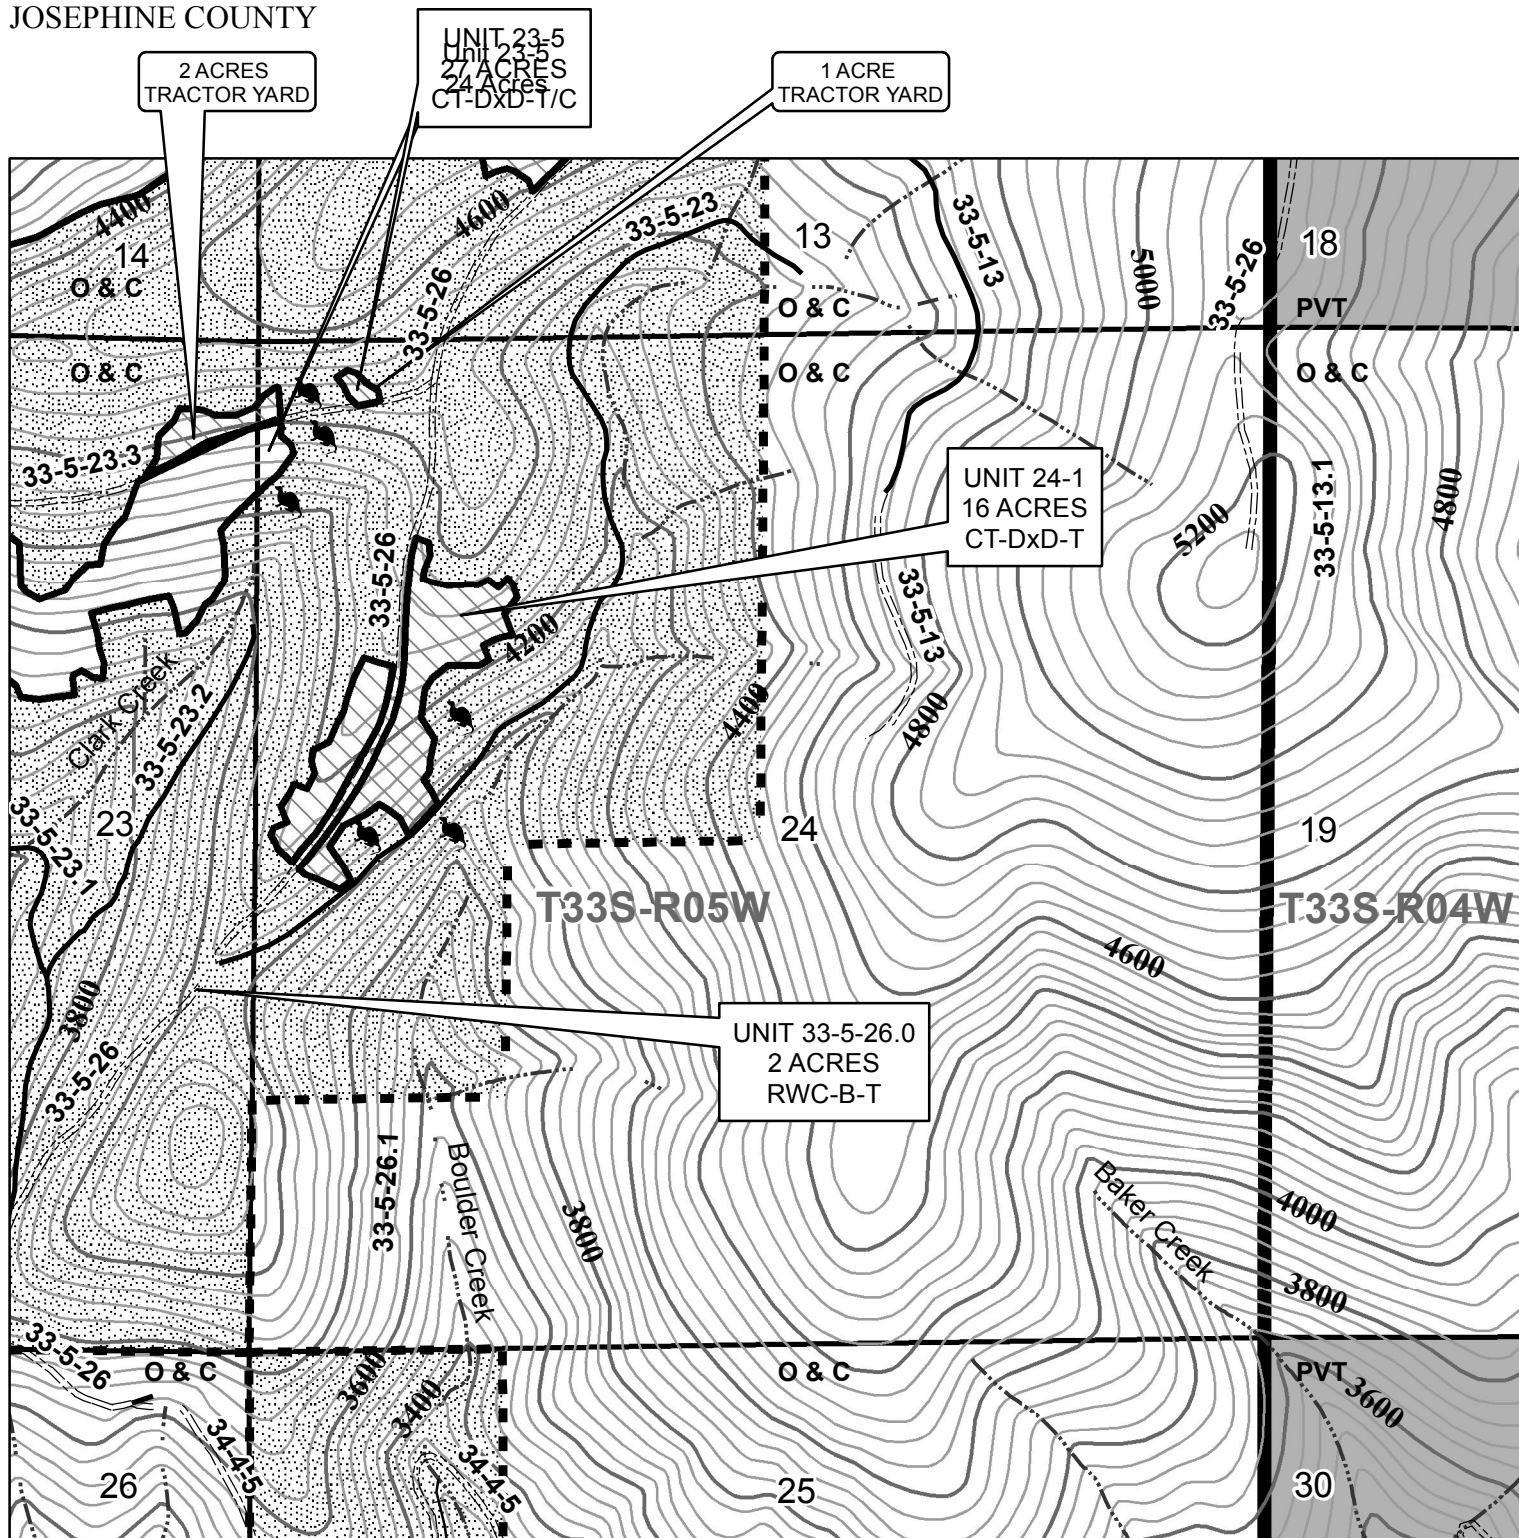 JOSEPHINE COUNTY
UNIT 23-5
Unit 23-5
27 ACRES
24 Acres
CT-DxD-T/C
2 ACRES
TRACTOR YARD
1 ACRE
TRACTOR YARD
4400
14
O & C
4600
33-5-23
33-5-26
13
O & C
33-5-13
5000
33-5-26
18
PVT
O & C
O & C
O & C
33-5-23.3
33-5-26
UNIT 24-1
16 ACRES
CT-DxD-T
5200
33-5-13.1
4800
33-5-13
4200
Clark Creek
33-5-23.2
4400
4800
33-5-23.1
23
24
19
T33S-R05W
T33S-R04W
4600
3800
33-5-26
UNIT 33-5-26.0
2 ACRES
RWC-B-T
33-5-26.1
Boulder Creek
3800
Baker Creek
4000
3800
33-5-26
O & C
3600
3400
O & C
PVT
3600
34-4-5
34-4-5
26
25
30